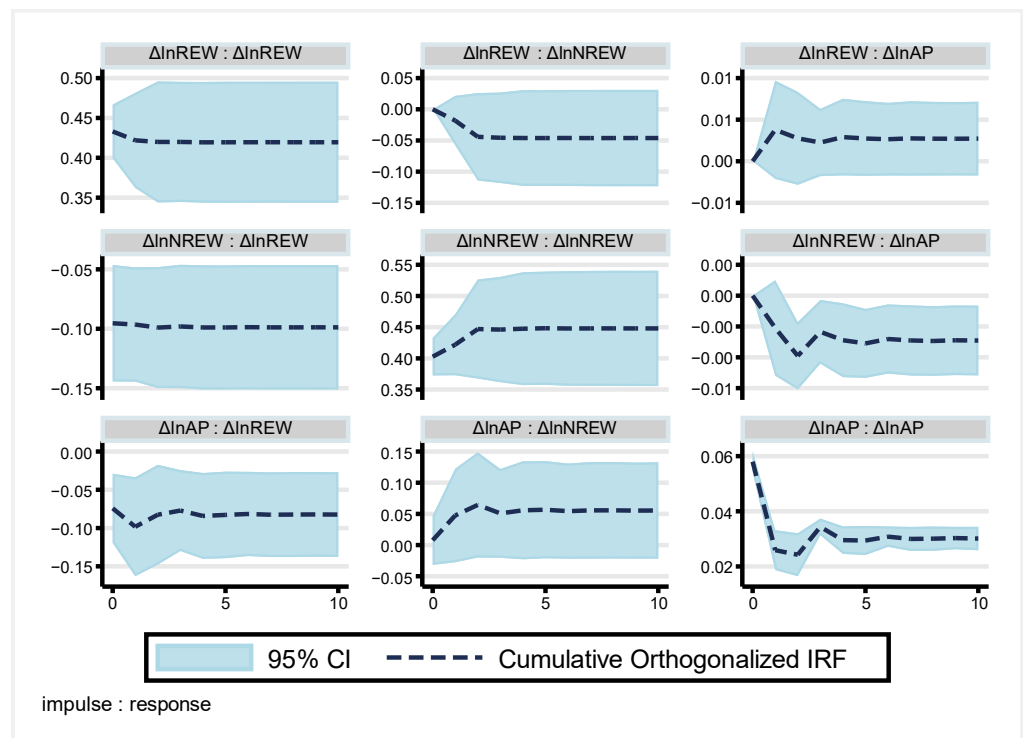 ΔlnREW : ΔlnREW
0.50
0.45
0.40
0.35
ΔlnREW : ΔlnNREW
0.05
0.00
−0.05
−0.10
−0.15
ΔlnREW : ΔlnAP
0.01
0.01
0.00
−0.01
ΔlnNREW : ΔlnREW
−0.05
−0.10
−0.15
ΔlnNREW : ΔlnNREW
0.55
0.50
0.45
0.40
0.35
ΔlnNREW : ΔlnAP
0.00
0.00
−0.00
−0.00
−0.01
ΔlnAP : ΔlnREW
0.00
−0.05
−0.10
−0.15
0 5 10
ΔlnAP : ΔlnNREW
0.15
0.10
0.05
0.00
−0.05
0 5 10
ΔlnAP : ΔlnAP
0.06
0.04
0.02
0 5 10
95% CI Cumulative Orthogonalized IRF
impulse : response